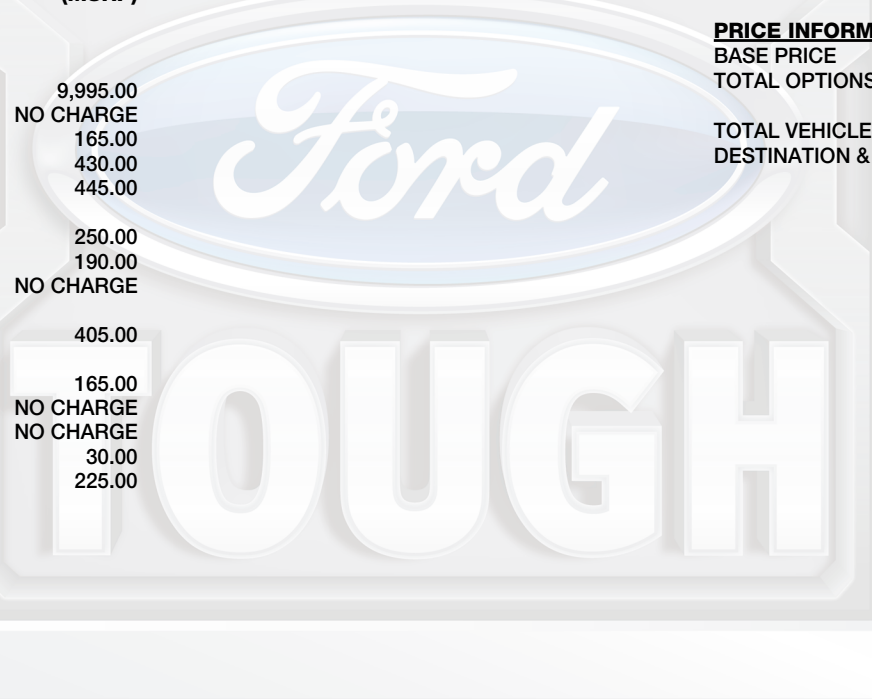 9,995.00
NO CHARGE
165.00
430.00
445.00
250.00
190.00
NO CHARGE
405.00
165.00
NO CHARGE
NO CHARGE
30.00
225.00
PRICE INFORM
BASE PRICE
TOTAL OPTIONS
TOTAL VEHICLE
DESTINATION &
Ford
TOUGH